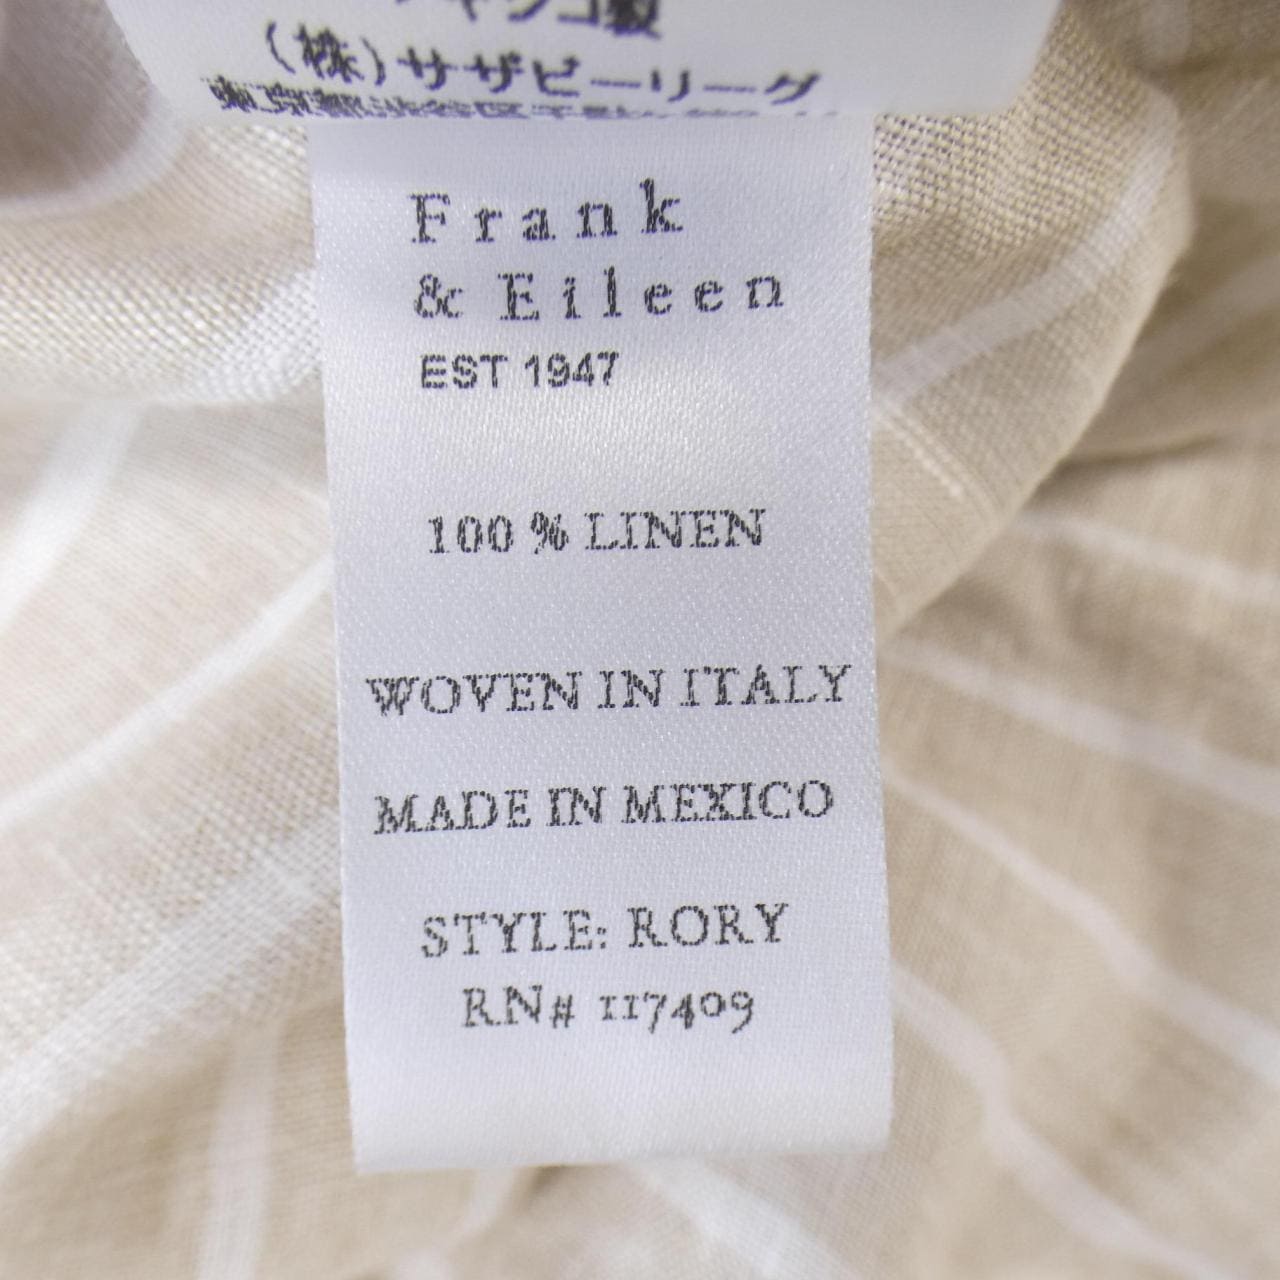 (株)サザビーリーグ
Frank
& Eileen
EST 1947
100 % LINEN
WOVEN IN ITALY
MADE IN MEXICO
STYLE: RORY
RN# 117409